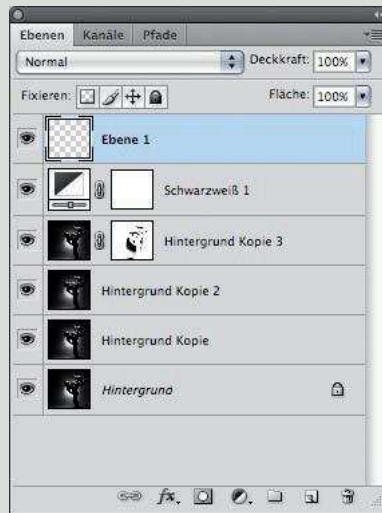 Ebenen Kanäle Pfade
Normal Deckkraft: 100%
Fixieren: Fläche: 100%
Ebene 1
Schwarzweiß 1
Hintergrund Kopie 3
Hintergrund Kopie 2
Hintergrund Kopie
Hintergrund
fx.